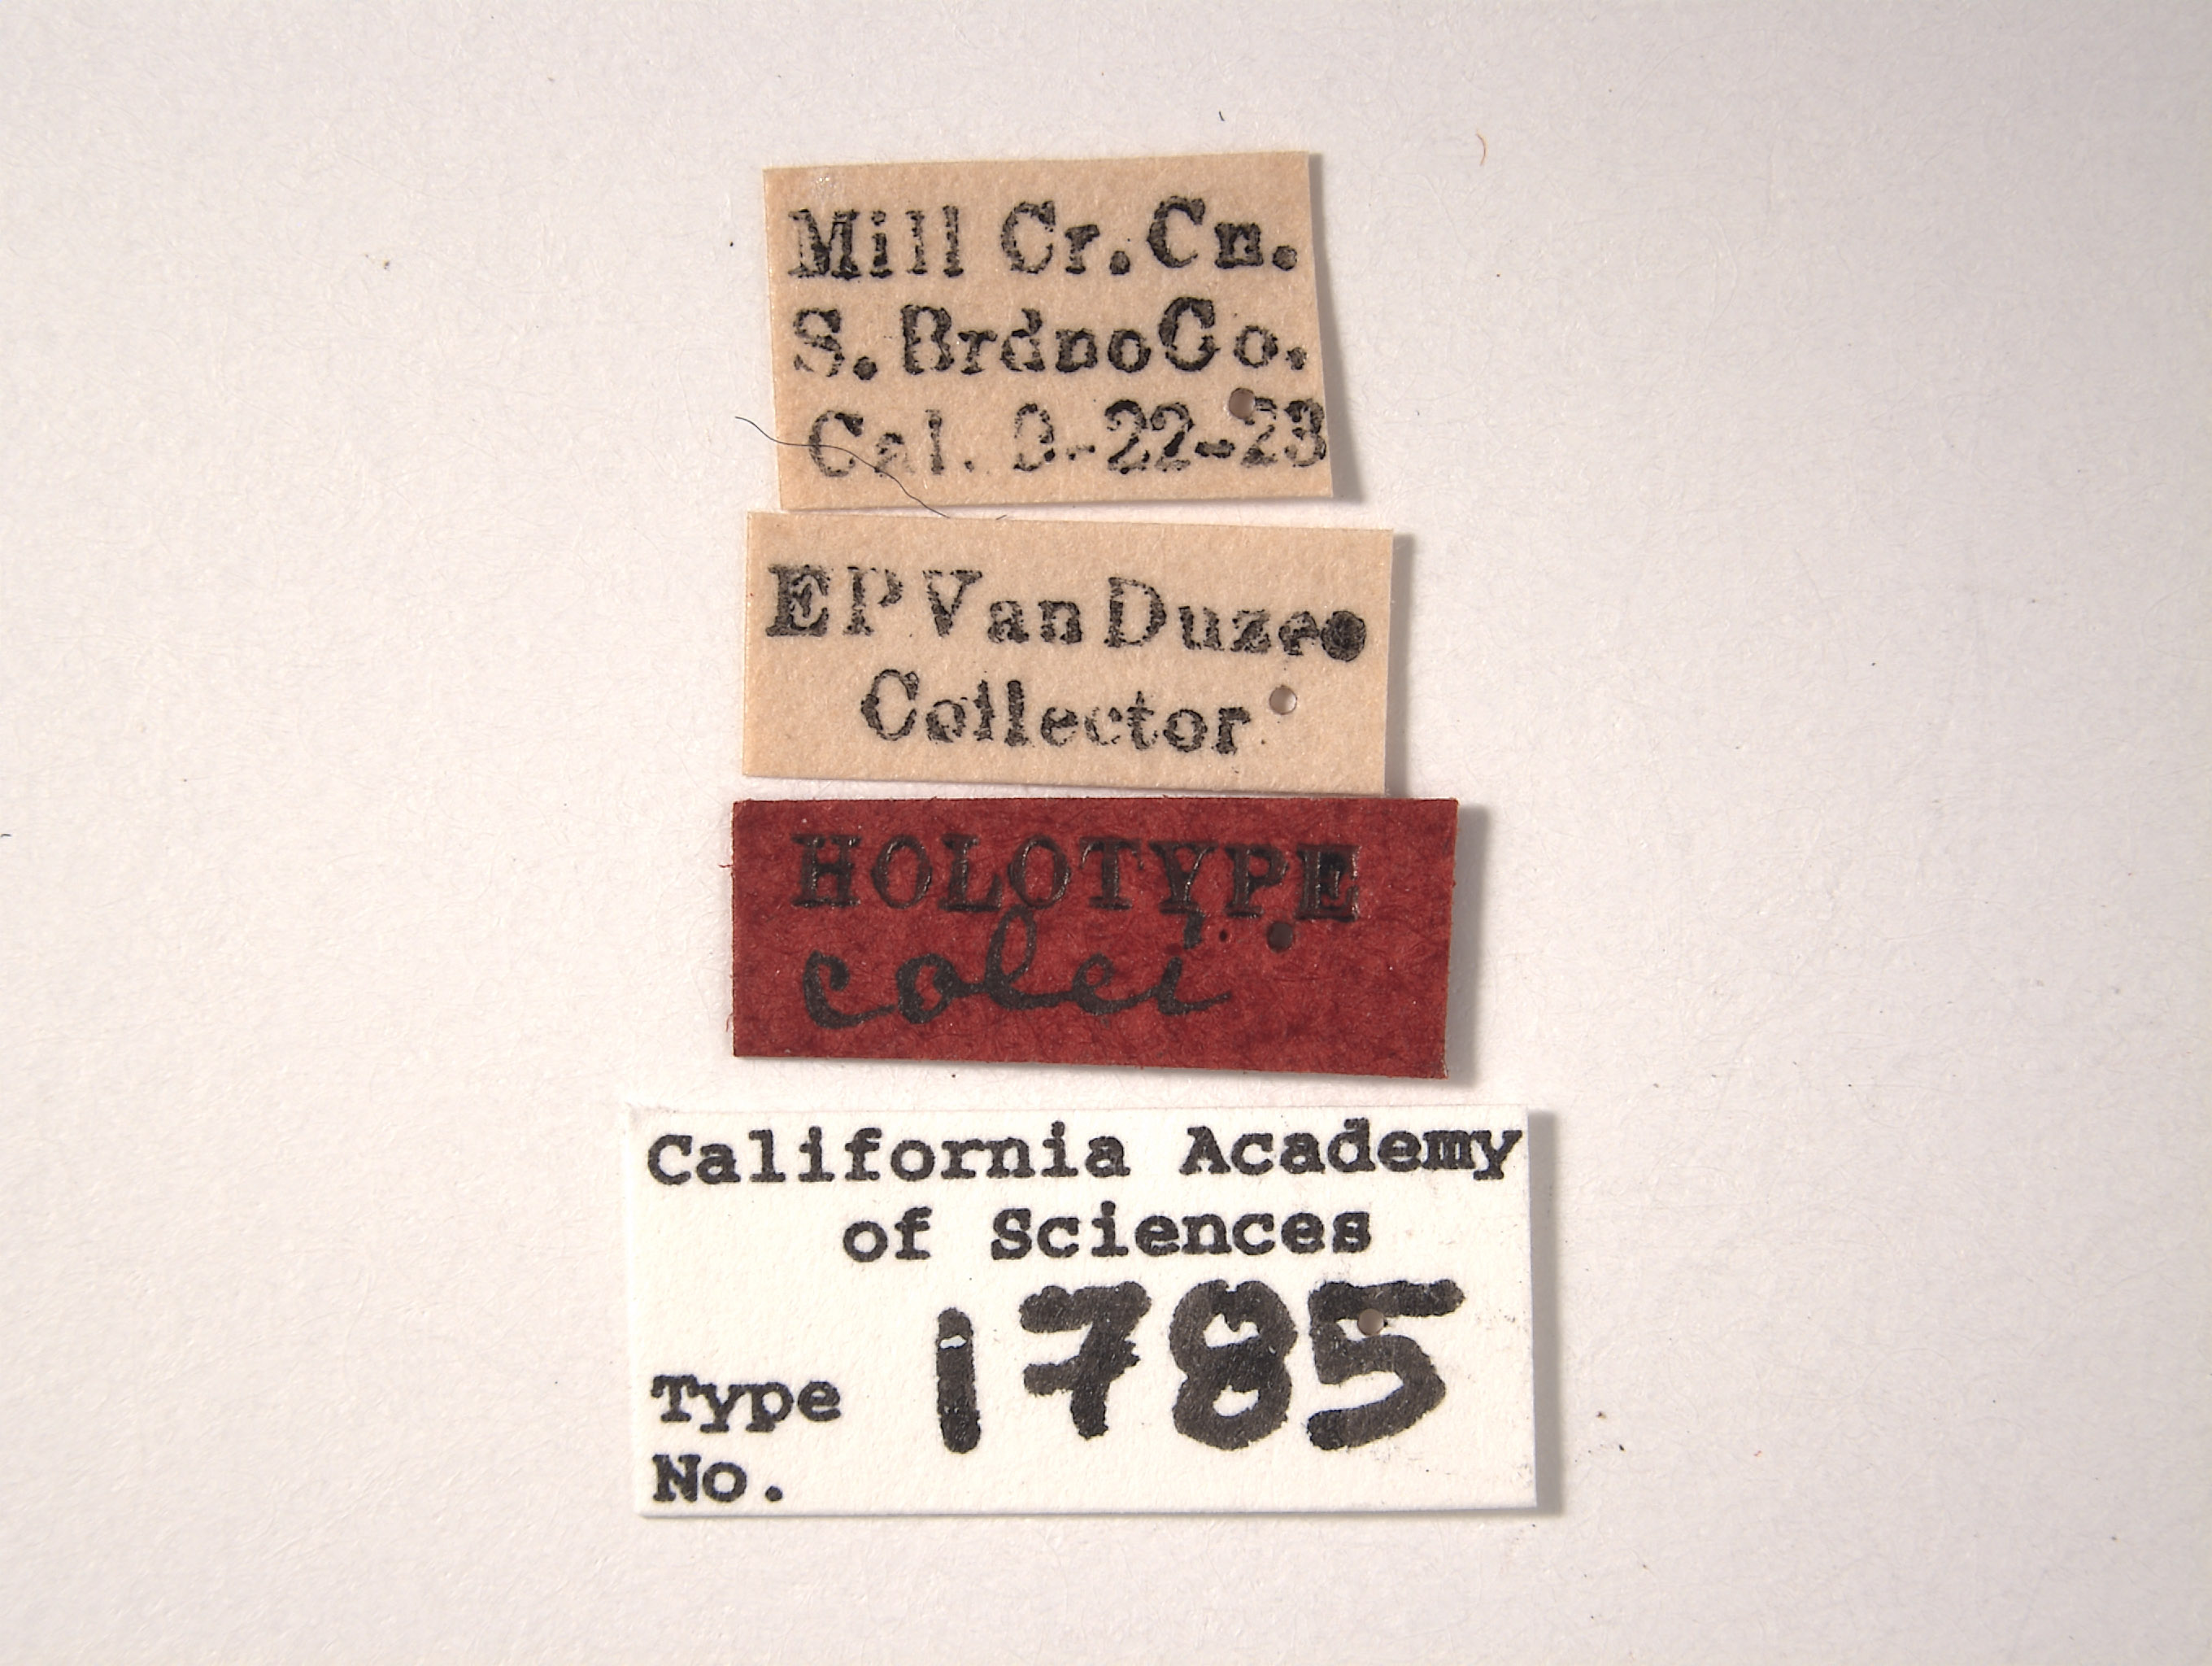 Mill Cr. Cn.
S. Brdno Co.
Cal. 9-22-23
E P Van Duzee
Collector
HOLOTYPE
colei
California Academy
of Sciences
Type
No. 1785